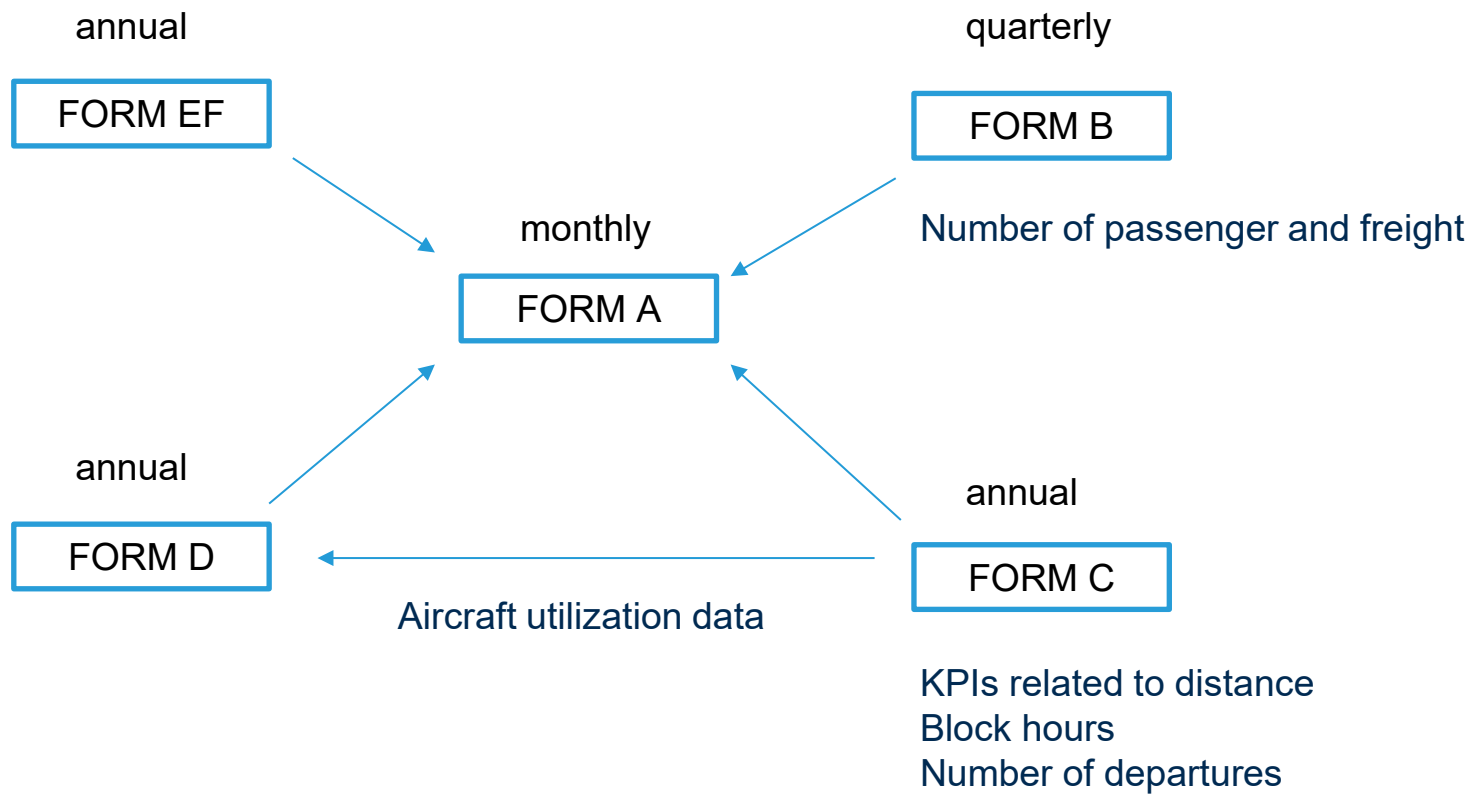 annual
FORM EF
quarterly
FORM B
Number of passenger and freight
monthly
FORM A
annual
FORM D
Aircraft utilization data
annual
FORM C
KPIs related to distance
Block hours
Number of departures